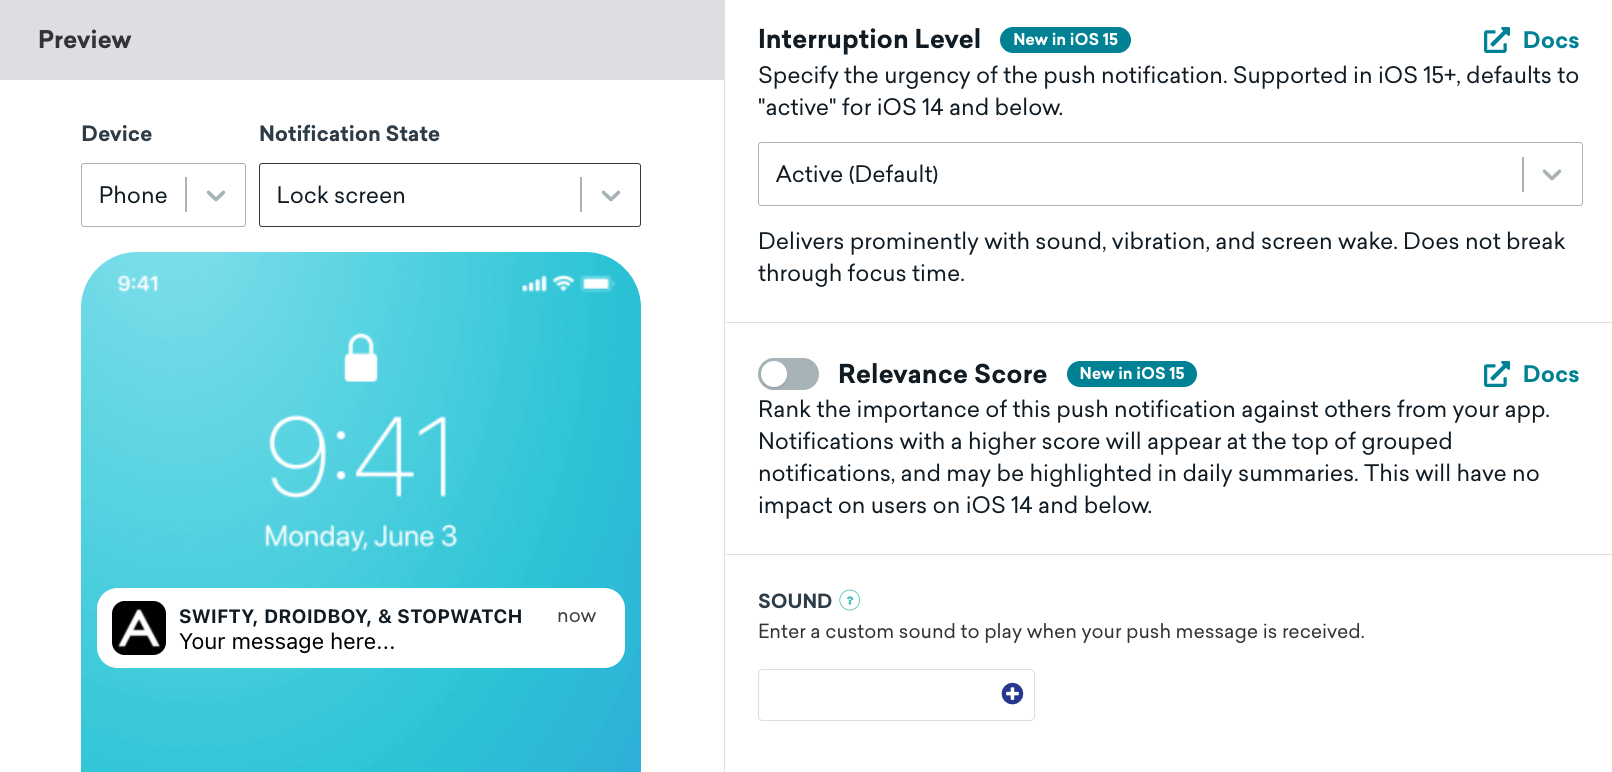 Preview
Device
Notification State
Phone
Lock screen
9:41
9:41
Monday, June 3
A
SWIFTY, DROIDBOY, & STOPWATCH
now
Your message here...
Interruption Level
New in iOS 15
Docs
Specify the urgency of the push notification. Supported in iOS 15+, defaults to
"active" for iOS 14 and below.
Active (Default)
Delivers prominently with sound, vibration, and screen wake. Does not break
through focus time.
Relevance Score
New in iOS 15
Docs
Rank the importance of this push notification against others from your app.
Notifications with a higher score will appear at the top of grouped
notifications, and may be highlighted in daily summaries. This will have no
impact on users on iOS 14 and below.
SOUND ?
Enter a custom sound to play when your push message is received.